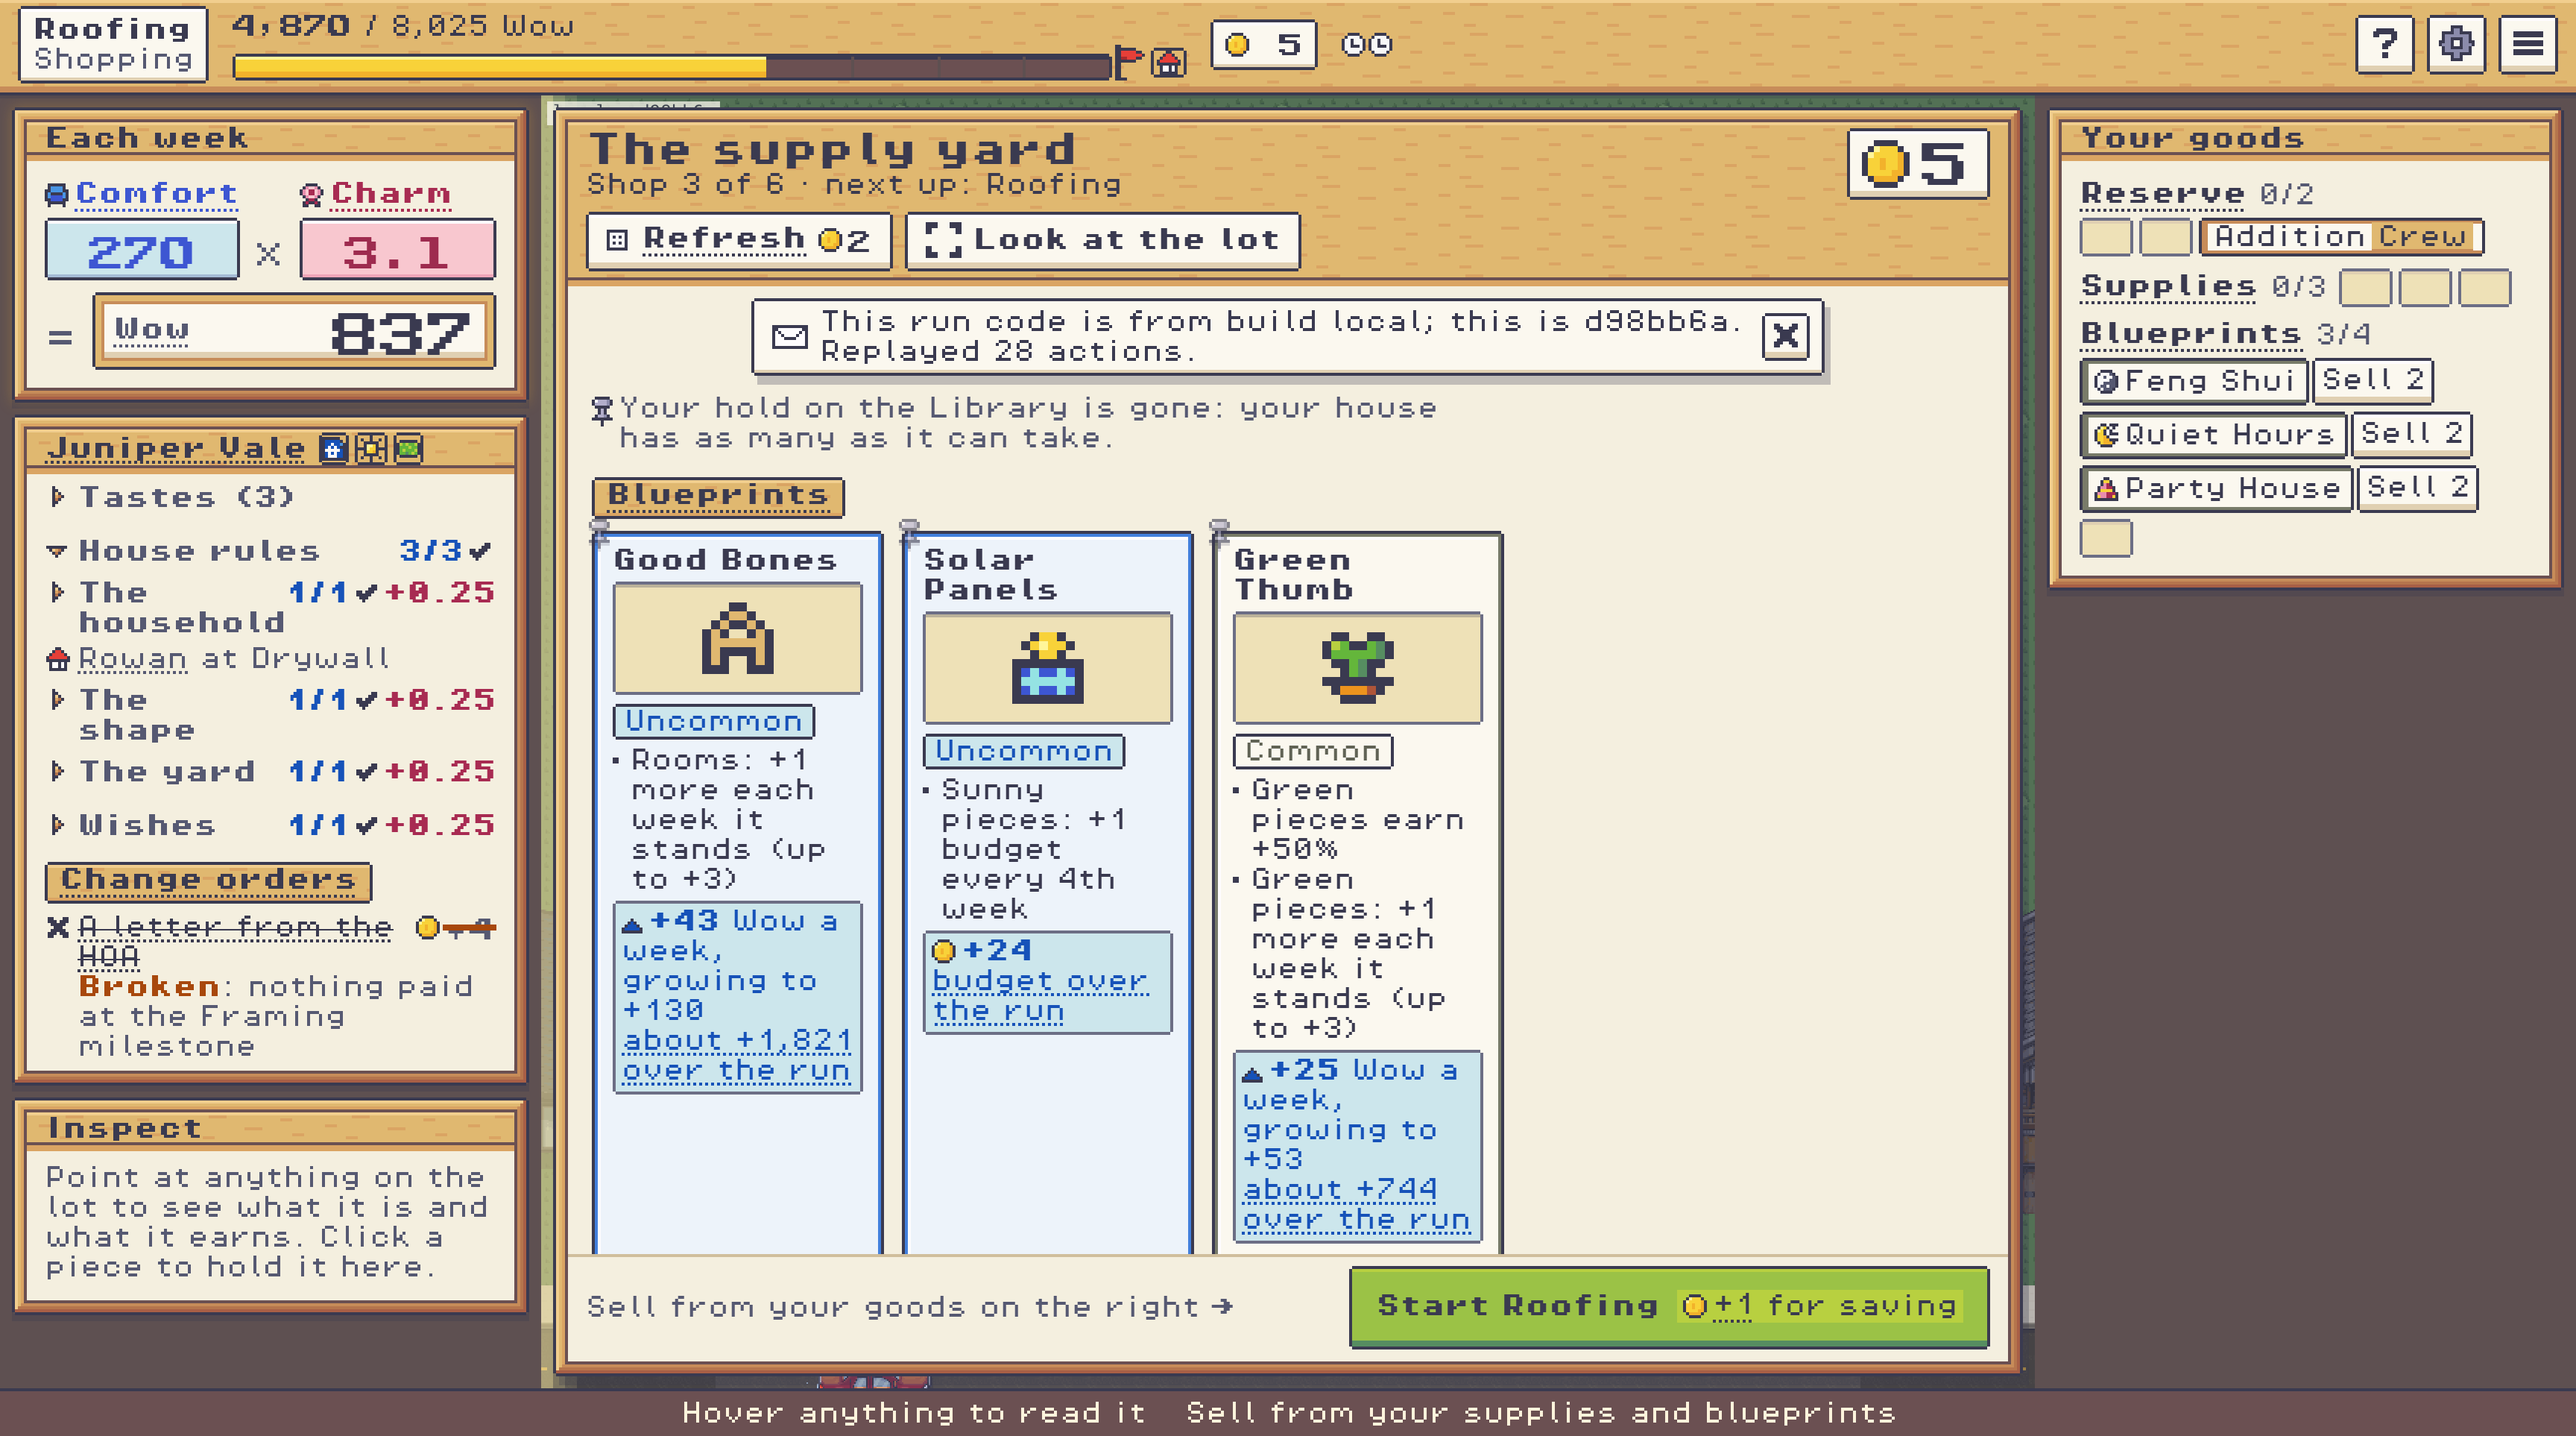 Roofing
Shopping
4,870 / 8,025 Wow
5
?
Each week
Comfort
Charm
270 x 3.1
= Wow 837
Juniper Vale
Tastes (3)
House rules 3/3
The household 1/1 +0.25
Rowan at Drywall
The shape 1/1 +0.25
The yard 1/1 +0.25
Wishes 1/1 +0.25
Change orders
A letter from the HOA
Broken: nothing paid
at the Framing
milestone
Inspect
Point at anything on the
lot to see what it is and
what it earns. Click a
piece to hold it here.
The supply yard
Shop 3 of 6 · next up: Roofing
5
Refresh 2
Look at the lot
This run code is from build local; this is d98bb6a.
Replayed 28 actions.
Your hold on the Library is gone: your house
has as many as it can take.
Blueprints
Good Bones
Uncommon
Rooms: +1
more each
week it
stands (up
to +3)
+43 Wow a
week,
growing to
+130
about +1,821
over the run
Solar
Panels
Uncommon
Sunny
pieces: +1
budget
every 4th
week
+24
budget over
the run
Green
Thumb
Common
Green
pieces earn
+50%
Green
pieces: +1
more each
week it
stands (up
to +3)
+25 Wow a
week,
growing to
+53
about +744
over the run
Sell from your goods on the right →
Start Roofing +1 for saving
Your goods
Reserve 0/2
Addition Crew
Supplies 0/3
Blueprints 3/4
Feng Shui Sell 2
Quiet Hours Sell 2
Party House Sell 2
Hover anything to read it Sell from your supplies and blueprints